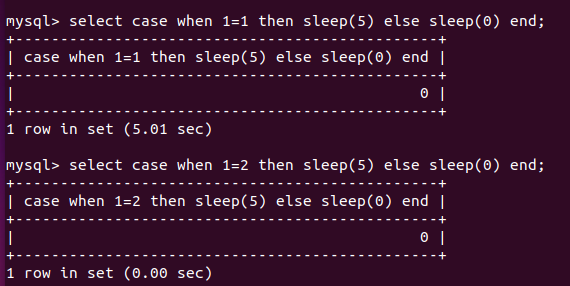 mysql> select case when 1=1 then sleep(5) else sleep(0) end;
+-----------------------------------------------+
| case when 1=1 then sleep(5) else sleep(0) end |
+-----------------------------------------------+
|                                             0 |
+-----------------------------------------------+
1 row in set (5.01 sec)

mysql> select case when 1=2 then sleep(5) else sleep(0) end;
+-----------------------------------------------+
| case when 1=2 then sleep(5) else sleep(0) end |
+-----------------------------------------------+
|                                             0 |
+-----------------------------------------------+
1 row in set (0.00 sec)